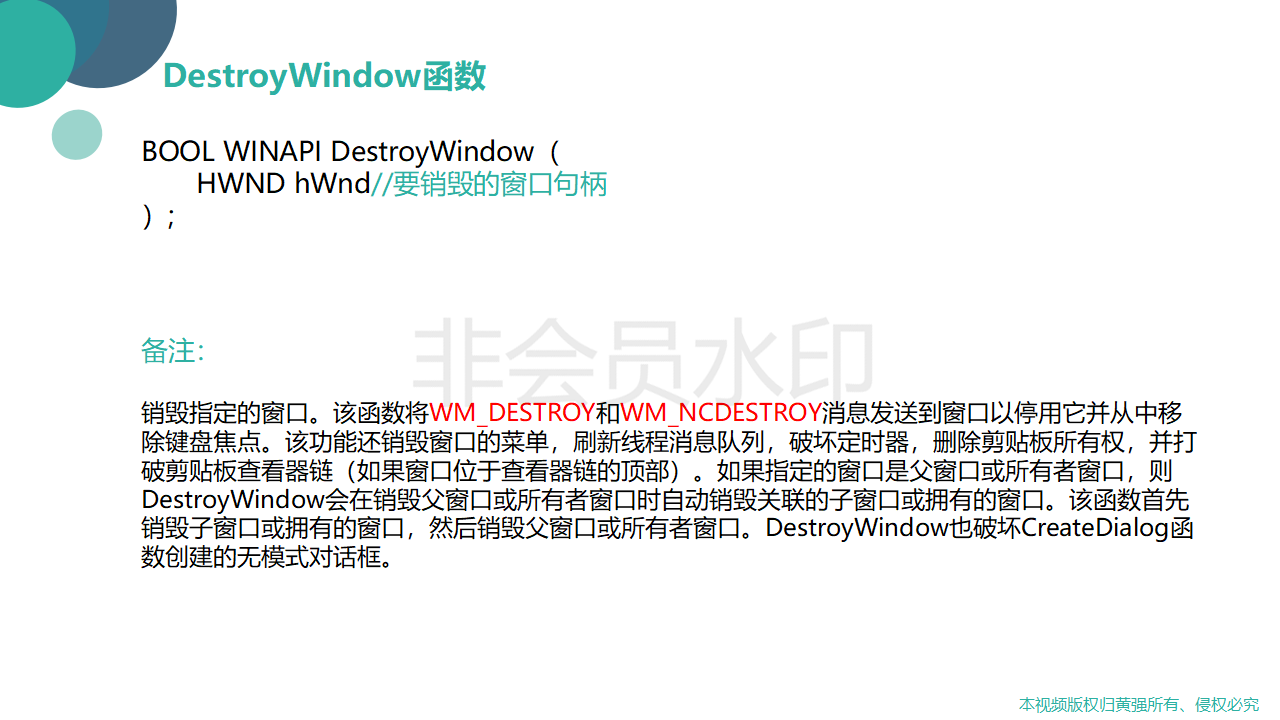 DestroyWindow函数
BOOL WINAPI DestroyWindow（
HWND hWnd//要销毁的窗口句柄
）；
非会员水印
备注：
销毁指定的窗口。该函数将WM_DESTROY和WM_NCDESTROY消息发送到窗口以停用它并从中移
除键盘焦点。该功能还销毁窗口的菜单，刷新线程消息队列，破坏定时器，删除剪贴板所有权，并打
破剪贴板查看器链（如果窗口位于查看器链的顶部）。如果指定的窗口是父窗口或所有者窗口，则
DestroyWindow会在销毁父窗口或所有者窗口时自动销毁关联的子窗口或拥有的窗口。该函数首先
销毁子窗口或拥有的窗口，然后销毁父窗口或所有者窗口。DestroyWindow也破坏CreateDialog函
数创建的无模式对话框。
本视频版权归黄强所有、侵权必究